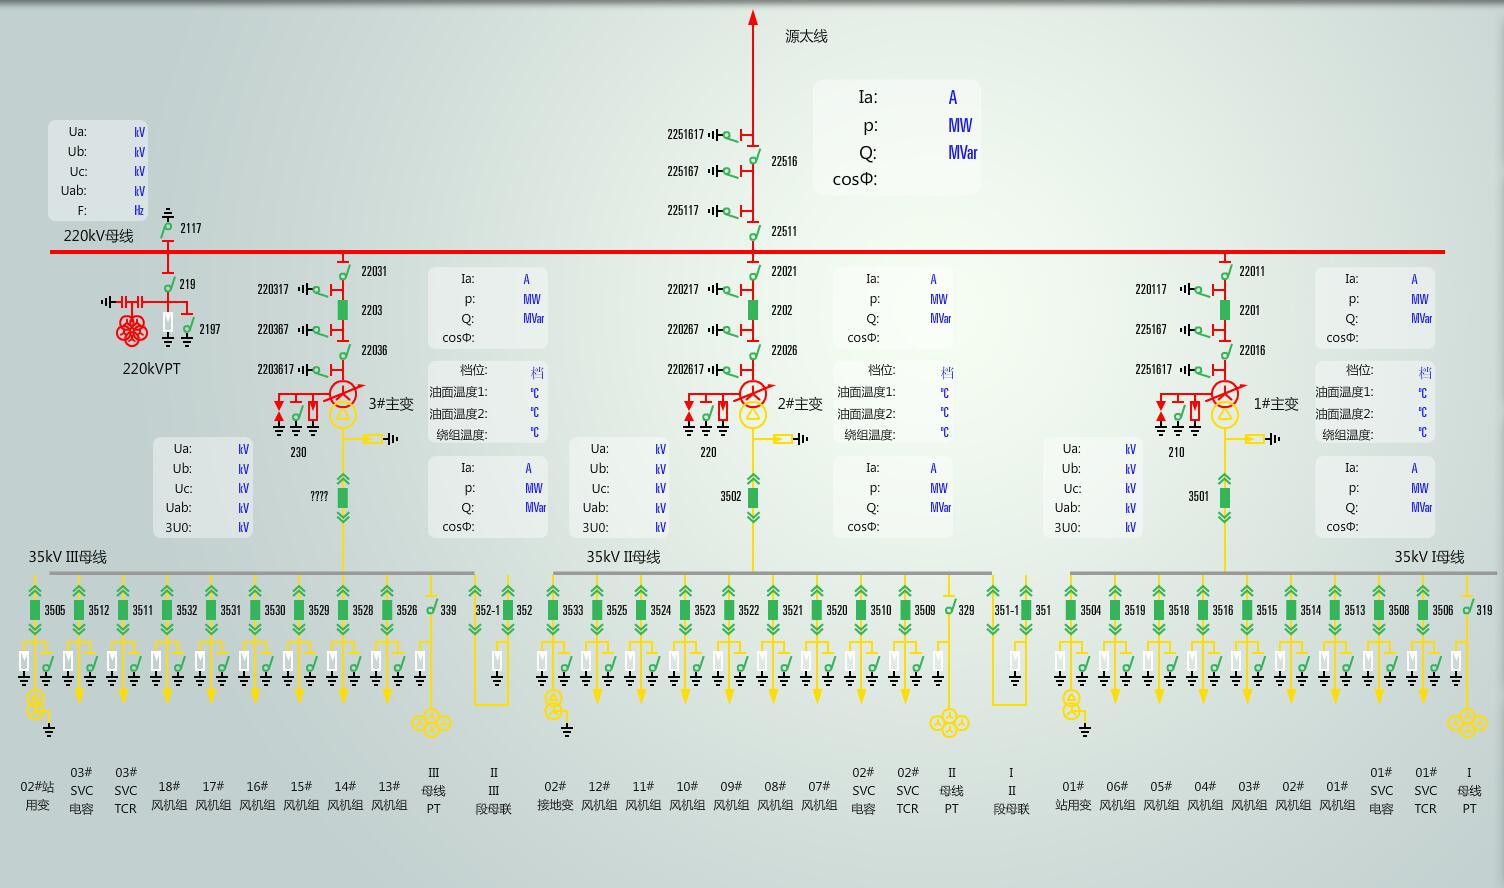 源太线
Ia: A
p: MW
Q: MVar
cosΦ:
2251617
22516
225167
225117
22511
Ua: kV
Ub: kV
Uc: kV
Uab: kV
F: Hz
2117
220kV母线
219
2197
220kVPT
22031
220317
2203
220367
22036
2203617
3#主变
230
Ia: A
p: MW
Q: MVar
cosΦ:
档位: 档
油面温度1: °C
油面温度2: °C
绕组温度: °C
Ua: kV
Ub: kV
Uc: kV
Uab: kV
3U0: kV
????
Ia: A
p: MW
Q: MVar
cosΦ:
22021
220217
2202
220267
22026
2202617
2#主变
220
Ia: A
p: MW
Q: MVar
cosΦ:
档位: 档
油面温度1: °C
油面温度2: °C
绕组温度: °C
Ua: kV
Ub: kV
Uc: kV
Uab: kV
3U0: kV
3502
Ia: A
p: MW
Q: MVar
cosΦ:
22011
220117
2201
225167
22016
2251617
1#主变
210
Ia: A
p: MW
Q: MVar
cosΦ:
档位: 档
油面温度1: °C
油面温度2: °C
绕组温度: °C
Ua: kV
Ub: kV
Uc: kV
Uab: kV
3U0: kV
3501
Ia: A
p: MW
Q: MVar
cosΦ:
35kV III母线
35kV II母线
35kV I母线
3505 3512 3511 3532 3531 3530 3529 3528 3526 339 352-1 352 3533 3525 3524 3523 3522 3521 3520 3510 3509 329 351-1 351 3504 3519 3518 3516 3515 3514 3513 3508 3506 319
02#站
用变
03#
SVC
电容
03#
SVC
TCR
18#
风机组
17#
风机组
16#
风机组
15#
风机组
14#
风机组
13#
风机组
III
母线
PT
II
III
段母联
02#
接地变
12#
风机组
11#
风机组
10#
风机组
09#
风机组
08#
风机组
07#
风机组
02#
SVC
电容
02#
SVC
TCR
II
母线
PT
I
II
段母联
01#
站用变
06#
风机组
05#
风机组
04#
风机组
03#
风机组
02#
风机组
01#
风机组
01#
SVC
电容
01#
SVC
TCR
I
母线
PT